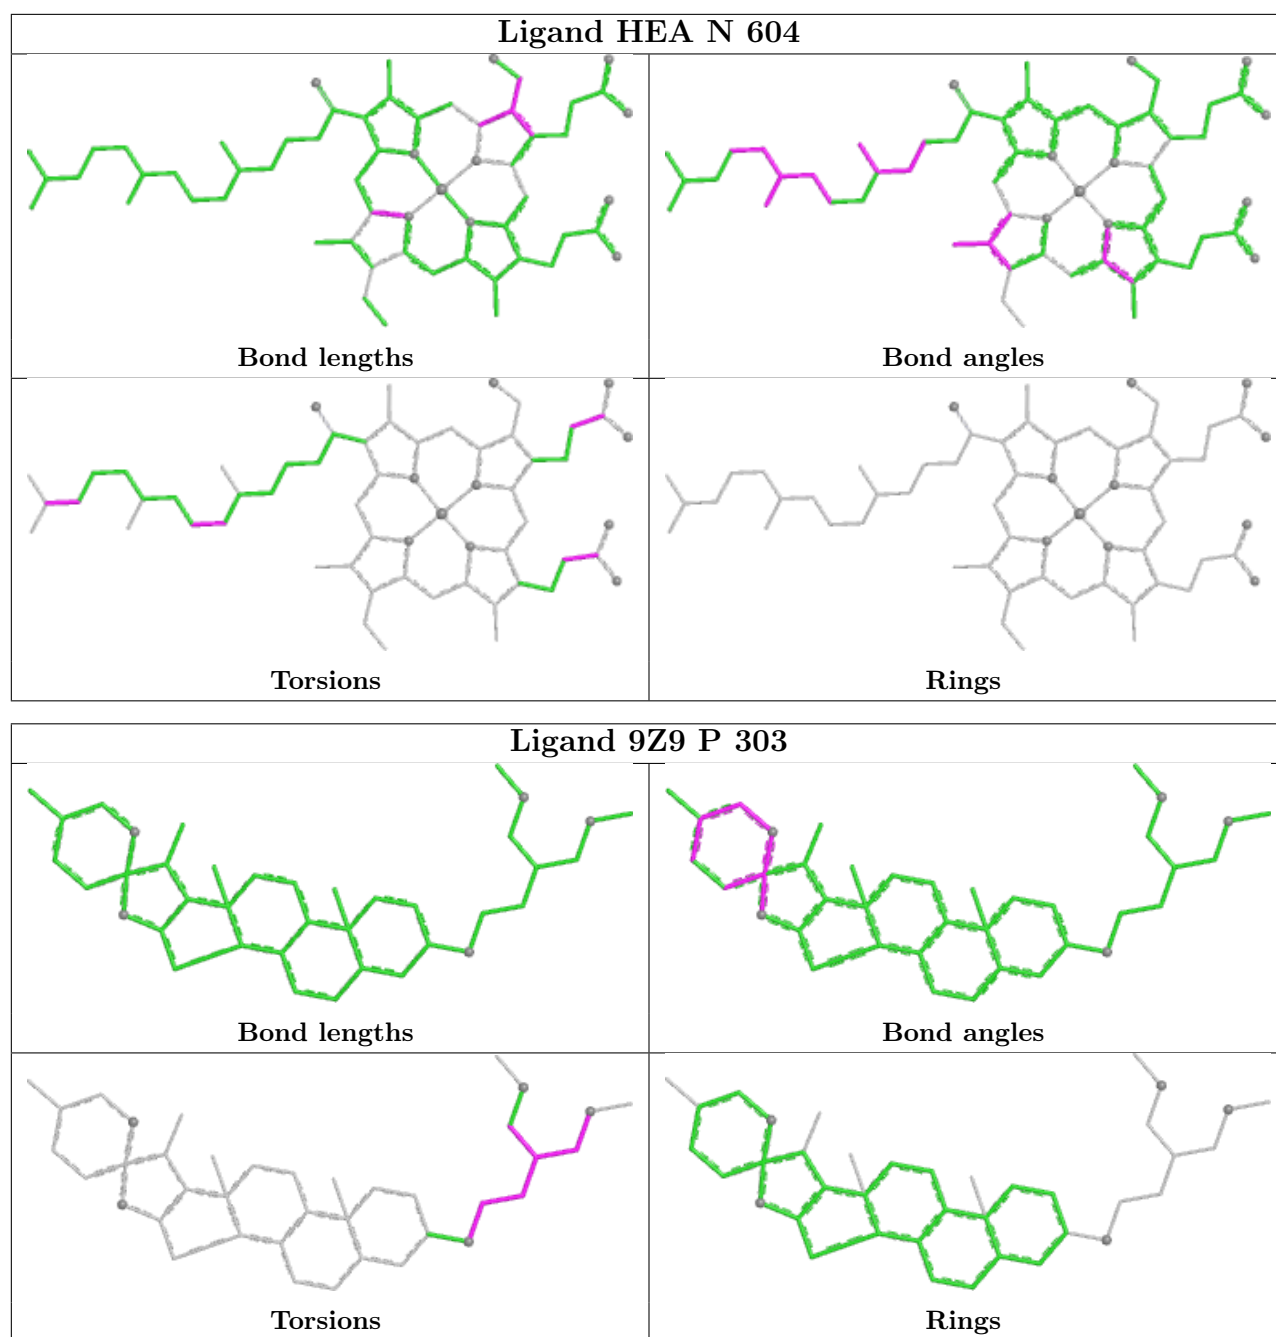 Ligand HEA N 604
Bond lengths
Bond angles
Torsions
Rings
Ligand 9Z9 P 303
Bond lengths
Bond angles
Torsions
Rings